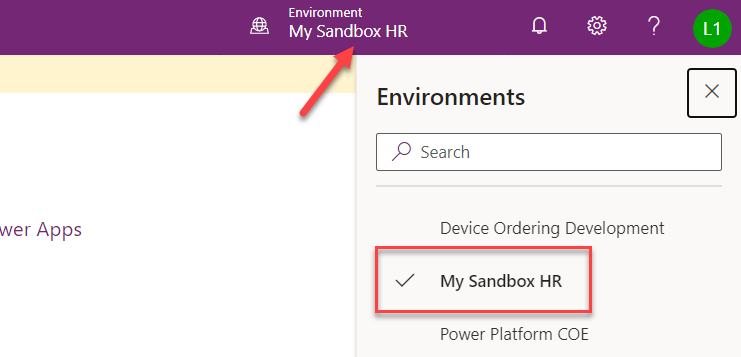 Environment
My Sandbox HR
?
L1
Environments
Search
wer Apps
Device Ordering Development
My Sandbox HR
Power Platform COE